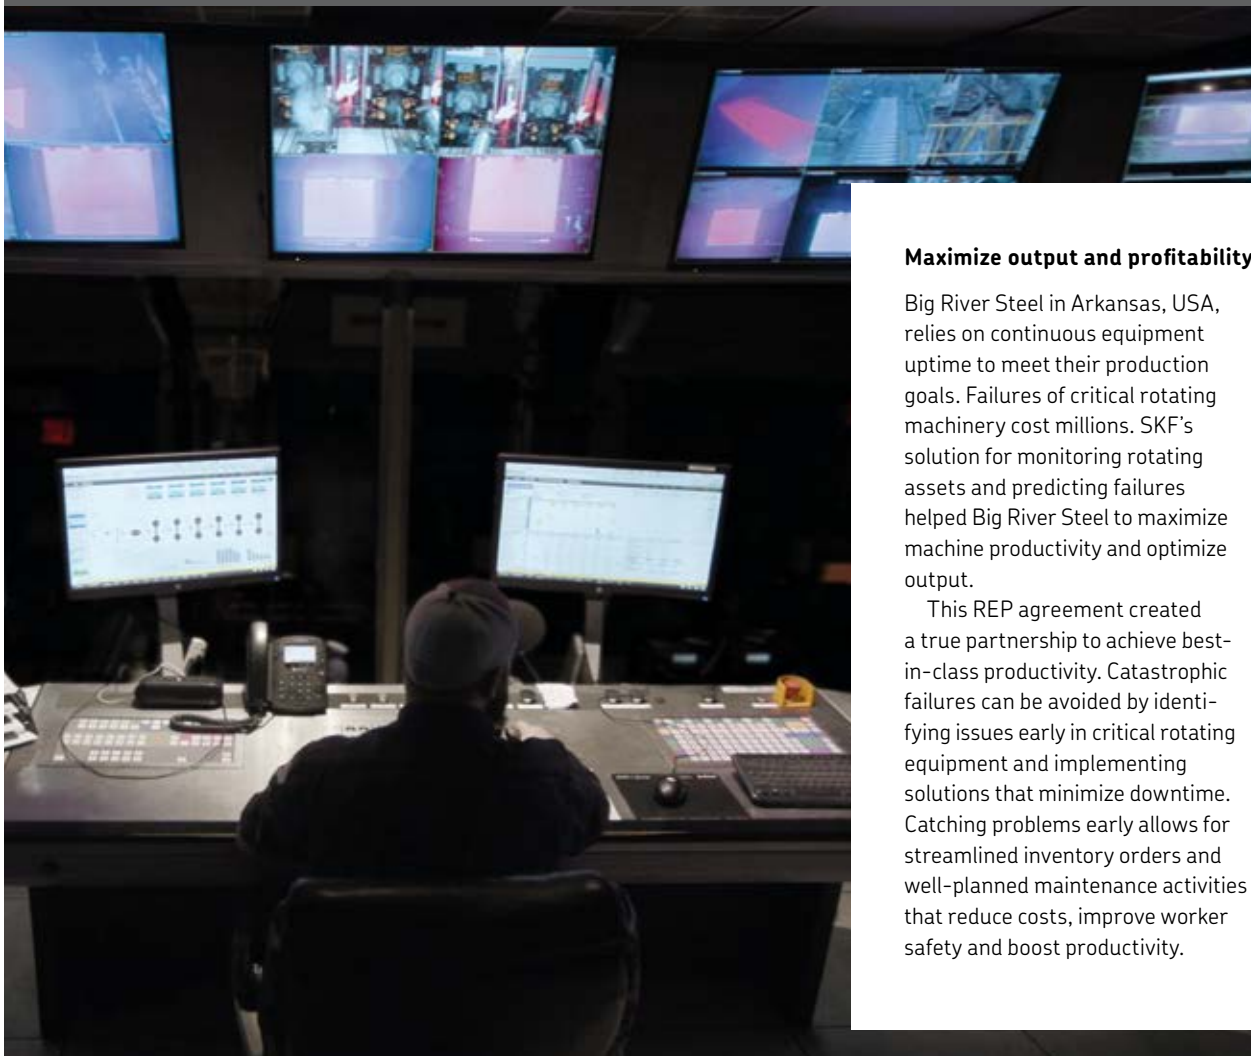 Maximize output and profitability
Big River Steel in Arkansas, USA,
relies on continuous equipment
uptime to meet their production
goals. Failures of critical rotating
machinery cost millions. SKF's
solution for monitoring rotating
assets and predicting failures
helped Big River Steel to maximize
machine productivity and optimize
output.
This REP agreement created
a true partnership to achieve best-
in-class productivity. Catastrophic
failures can be avoided by identi-
fying issues early in critical rotating
equipment and implementing
solutions that minimize downtime.
Catching problems early allows for
streamlined inventory orders and
well-planned maintenance activities
that reduce costs, improve worker
safety and boost productivity.